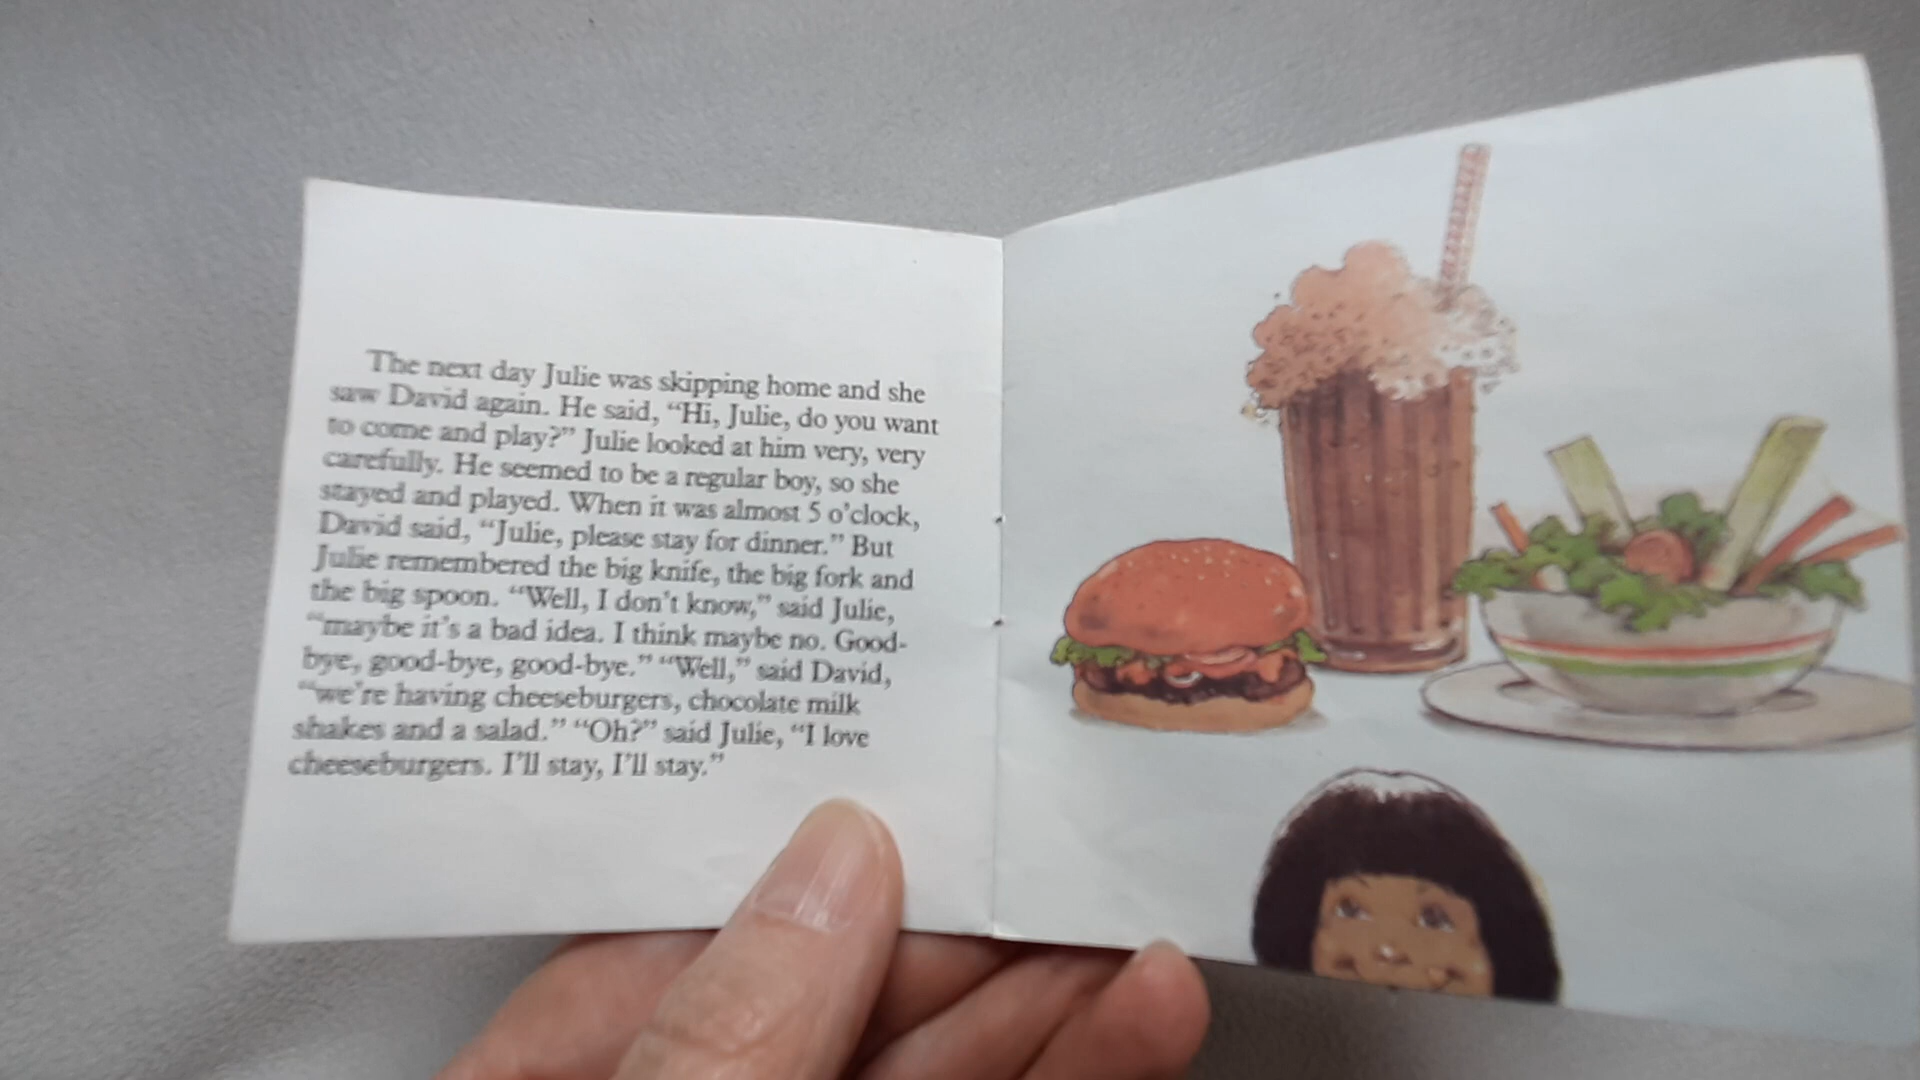 The next day Julie was skipping home and she
saw David again. He said, “Hi, Julie, do you want
to come and play?” Julie looked at him very, very
carefully. He seemed to be a regular boy, so she
stayed and played. When it was almost 5 o’clock,
David said, “Julie, please stay for dinner.” But
Julie remembered the big knife, the big fork and
the big spoon. “Well, I don’t know,” said Julie,
“maybe it’s a bad idea. I think maybe no. Good-
bye, good-bye, good-bye.” “Well,” said David,
“we’re having cheeseburgers, chocolate milk
shakes and a salad.” “Oh?” said Julie, “I love
cheeseburgers. I’ll stay, I’ll stay.”